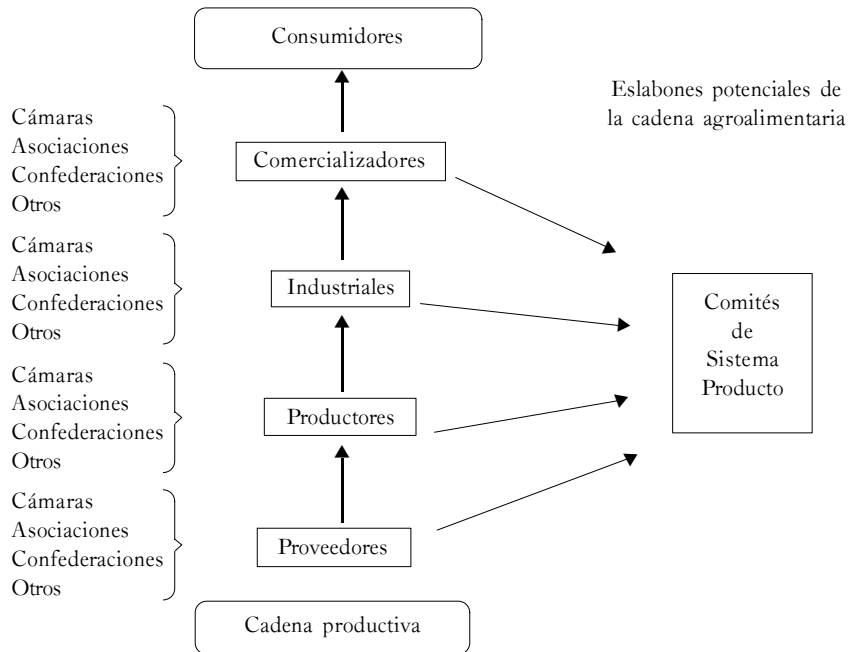 Consumidores
Eslabones potenciales de
la cadena agroalimentaria
Cámaras
Asociaciones
Confederaciones
Otros
Comercializadores
Cámaras
Asociaciones
Confederaciones
Otros
Industriales
Comités
de
Sistema
Producto
Cámaras
Asociaciones
Confederaciones
Otros
Productores
Cámaras
Asociaciones
Confederaciones
Otros
Proveedores
Cadena productiva